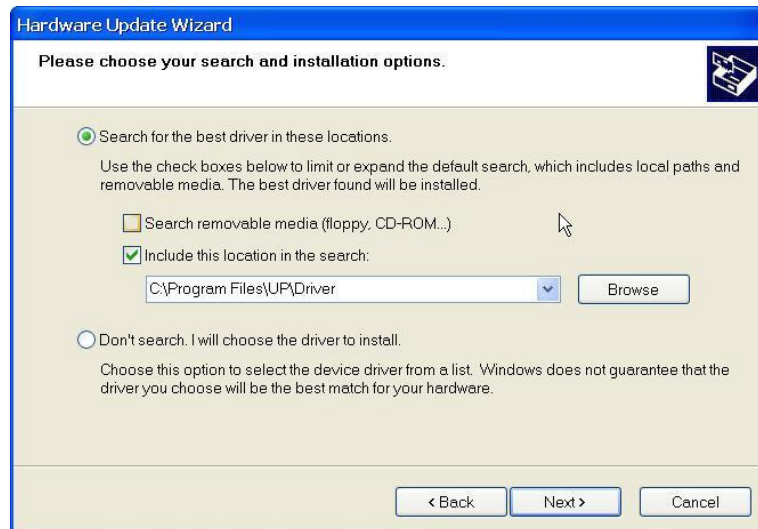 Hardware Update Wizard
Please choose your search and installation options.
Search for the best driver in these locations.
Use the check boxes below to limit or expand the default search, which includes local paths and
removable media. The best driver found will be installed.
Search removable media (floppy, CD-ROM...)
Include this location in the search:
C:\Program Files\UP\Driver
Browse
Don't search. I will choose the driver to install.
Choose this option to select the device driver from a list. Windows does not guarantee that the
driver you choose will be the best match for your hardware.
< Back
Next >
Cancel